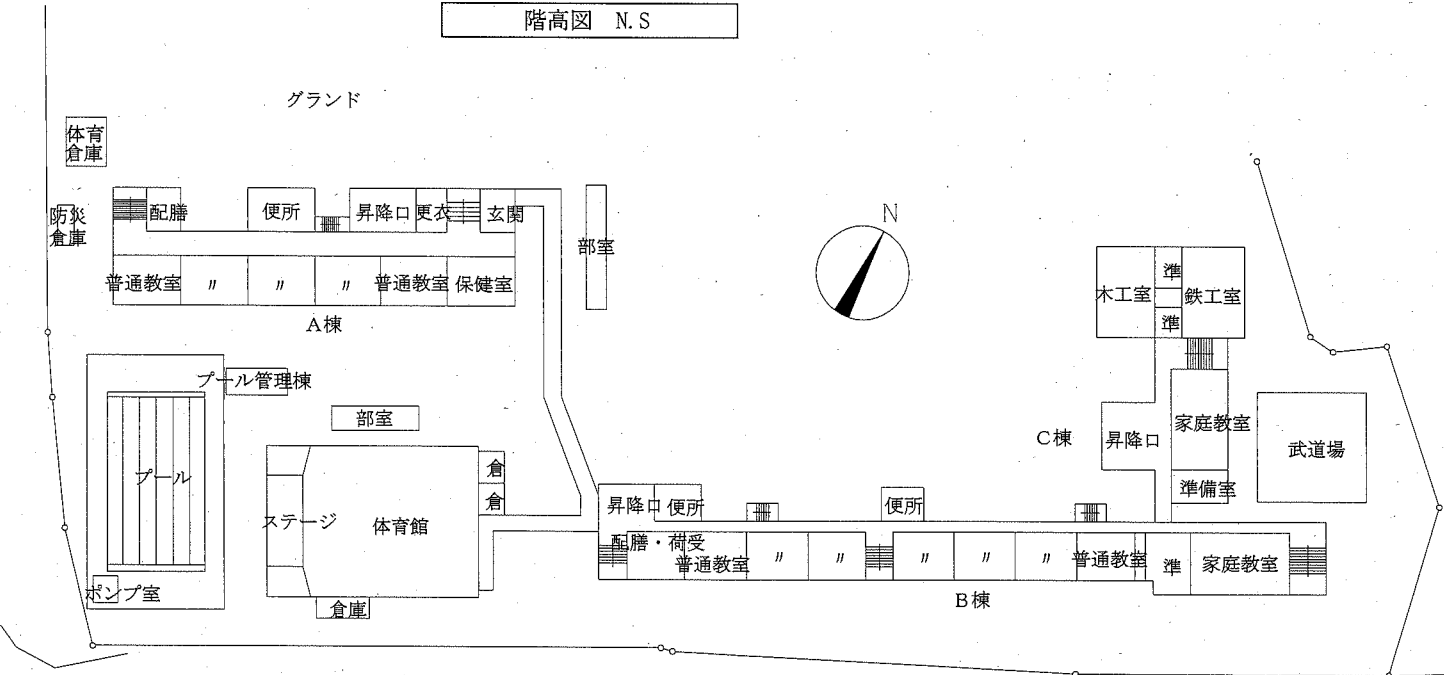 階高図 N.S
グランド
体育
倉庫
防災
倉庫
配膳
便所
昇降口
更衣
玄関
部室
普通教室
〃
〃
〃
普通教室
保健室
A棟
N
木工室
準
準
鉄工室
プール管理棟
部室
プール
ポンプ室
ステージ
体育館
倉
倉
倉庫
C棟
昇降口
家庭教室
準備室
武道場
昇降口
便所
便所
配膳・荷受
普通教室
〃
〃
〃
〃
〃
普通教室
準
家庭教室
B棟